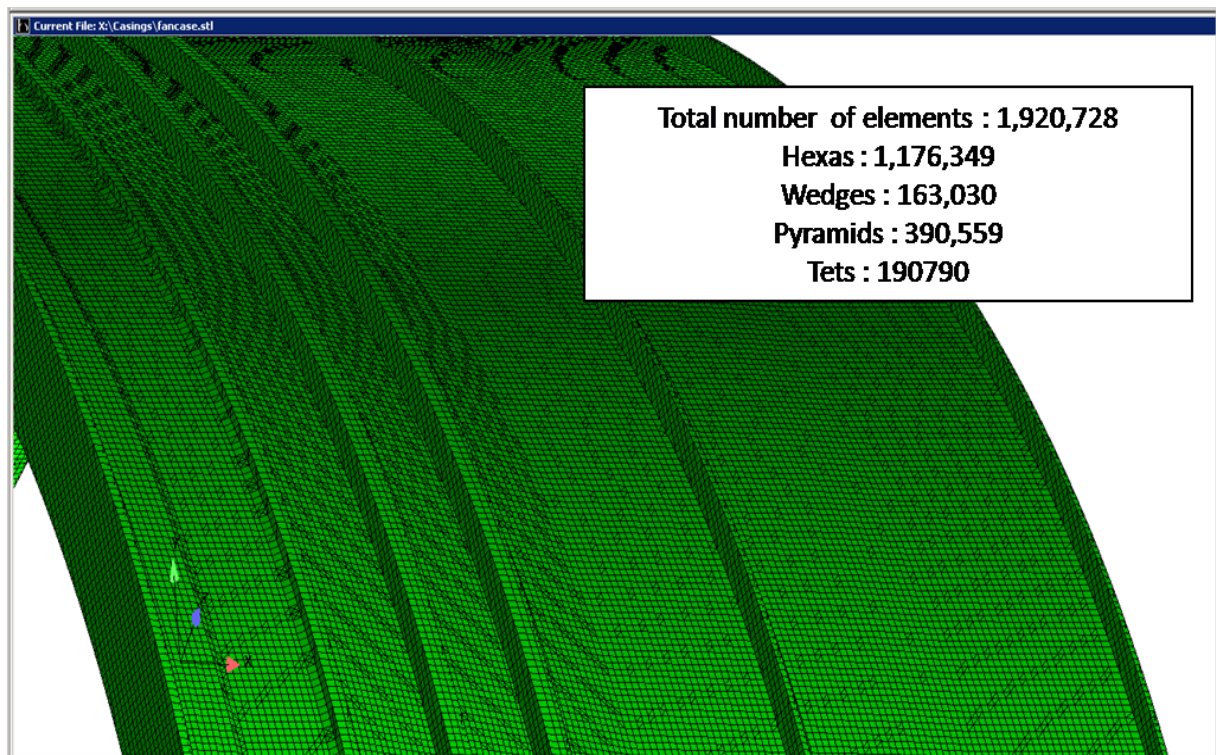 Current File: X:\Casings\fancase.stl
Total number of elements : 1,920,728
Hexas : 1,176,349
Wedges : 163,030
Pyramids : 390,559
Tets : 190790